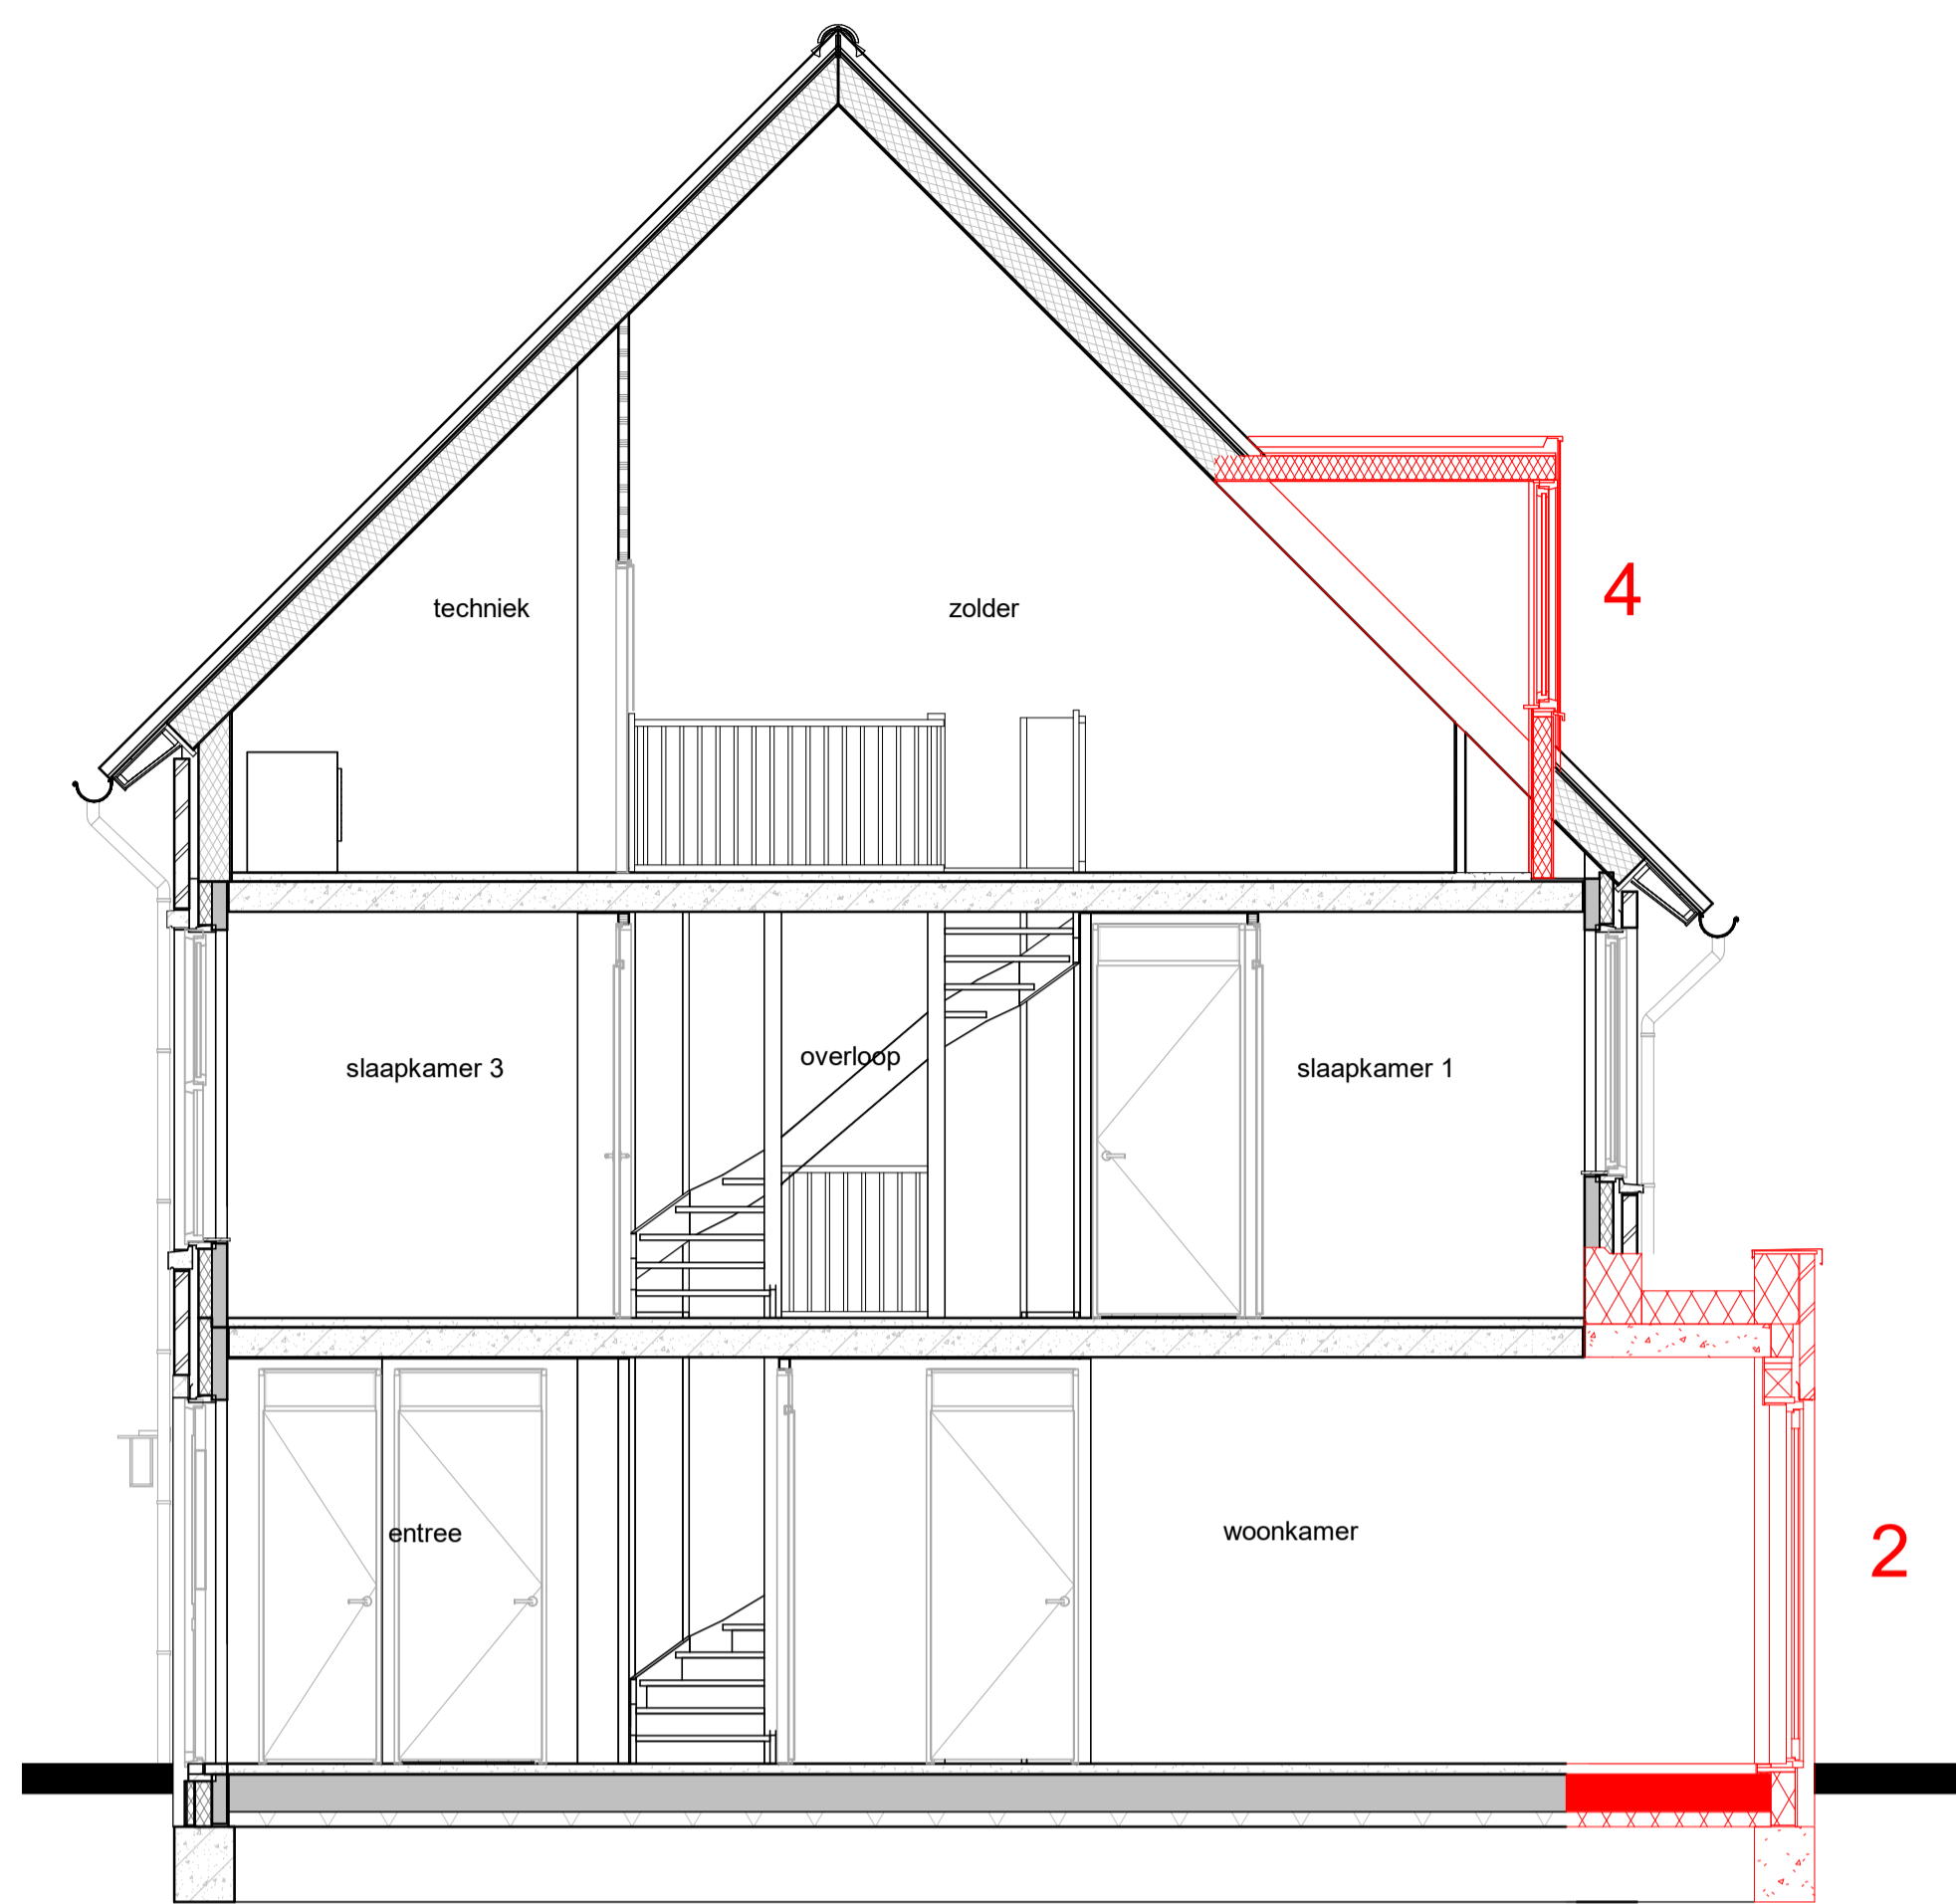 4
techniek
zolder
slaapkamer 3
overloop
slaapkamer 1
entree
woonkamer
2